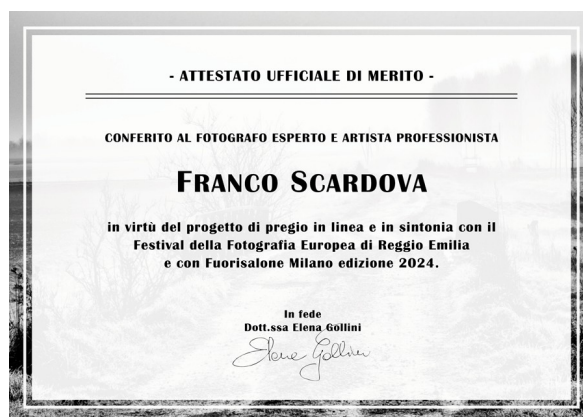 - ATTESTATO UFFICIALE DI MERITO -
CONFERITO AL FOTOGRAFO ESPERTO E ARTISTA PROFESSIONISTA
FRANCO SCARDOVA
in virtù del progetto di pregio in linea e in sintonia con il
Festival della Fotografia Europea di Reggio Emilia
e con Fuorisalone Milano edizione 2024.
In fede
Dott.ssa Elena Gollini
Elena Gollini